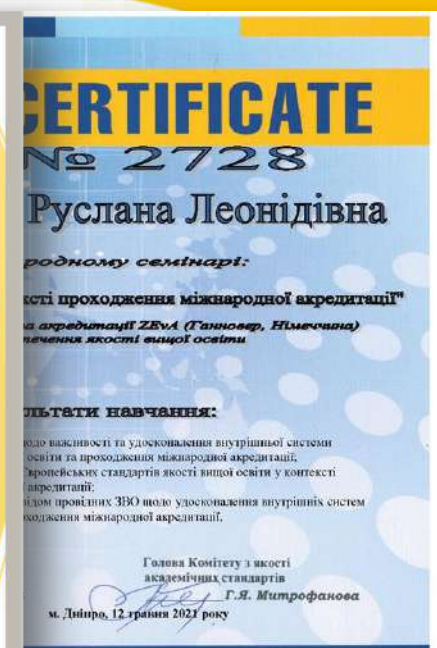 CERTIFICATE
№ 2728
Руслана Леонідівна
родному семінарі:
ксті проходження міжнародної акредитації"
а акредитації ZEvA (Ганновер, Німеччина)
печення якості вищої освіти
льтати навчання:
одо важливості та удосконалення внутрішньої системи
освіти та проходження міжнародної акредитації;
Європейських стандартів якості вищої освіти у контексті
акредитації;
відом провідних ЗВО щодо удосконалення внутрішніх систем
ходження міжнародної акредитації.
Голова Комітету з якості
академічних стандартів
Г.Я. Митрофанова
м. Дніпро, 12 травня 2021 року